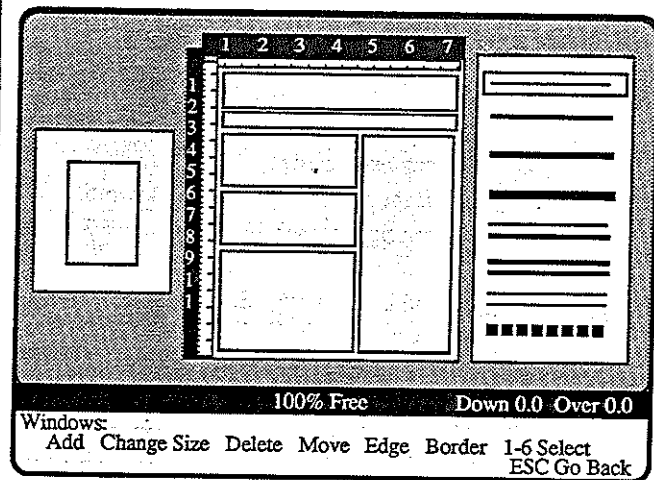 1 2 3 4 5 6 7
1
2
3
4
5
6
7
8
9
1
1
100% Free Down 0.0 Over 0.0
Windows:
Add Change Size Delete Move Edge Border 1-6 Select
ESC Go Back